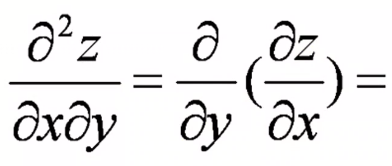 ∂²z/∂x∂y = ∂/∂y (∂z/∂x) =